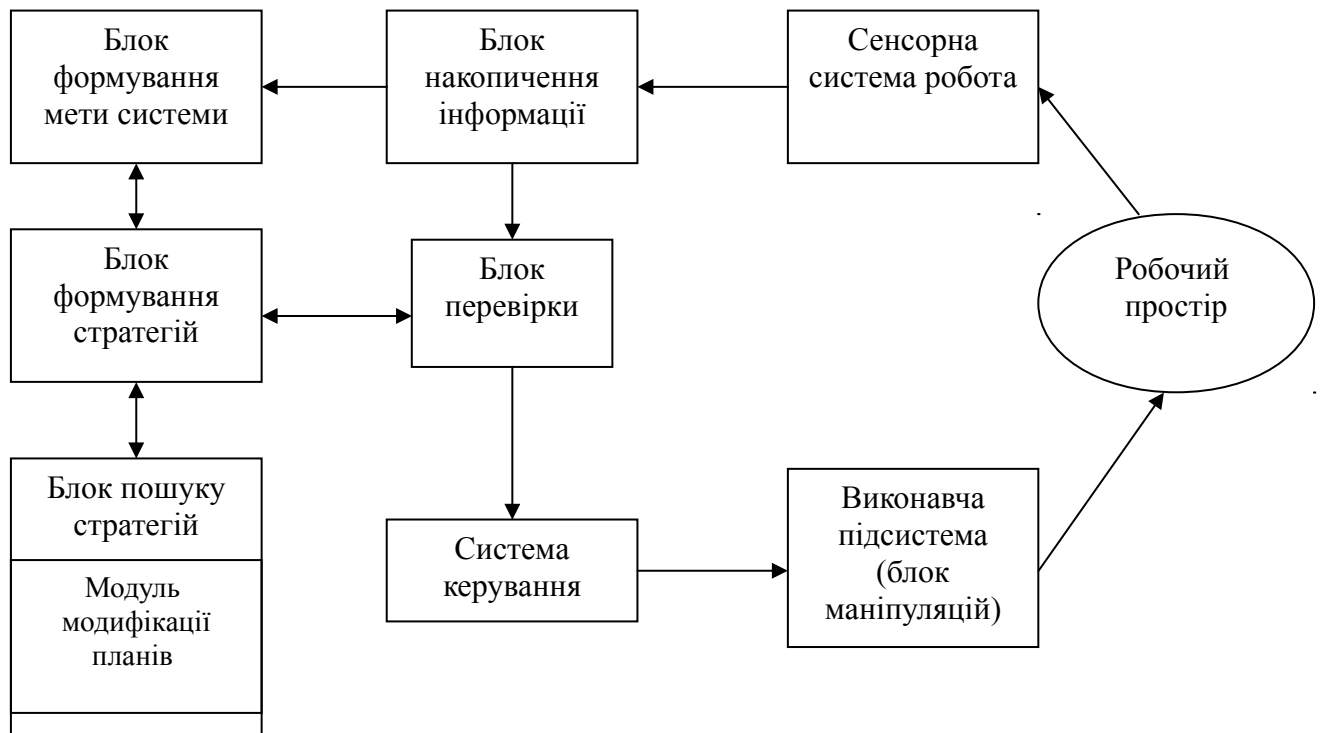 Блок
формування
мети системи
Блок
накопичення
інформації
Сенсорна
система робота
Блок
формування
стратегій
Блок
перевірки
Робочий
простір
Блок пошуку
стратегій
Модуль
модифікації
планів
Система
керування
Виконавча
підсистема
(блок
маніпуляцій)